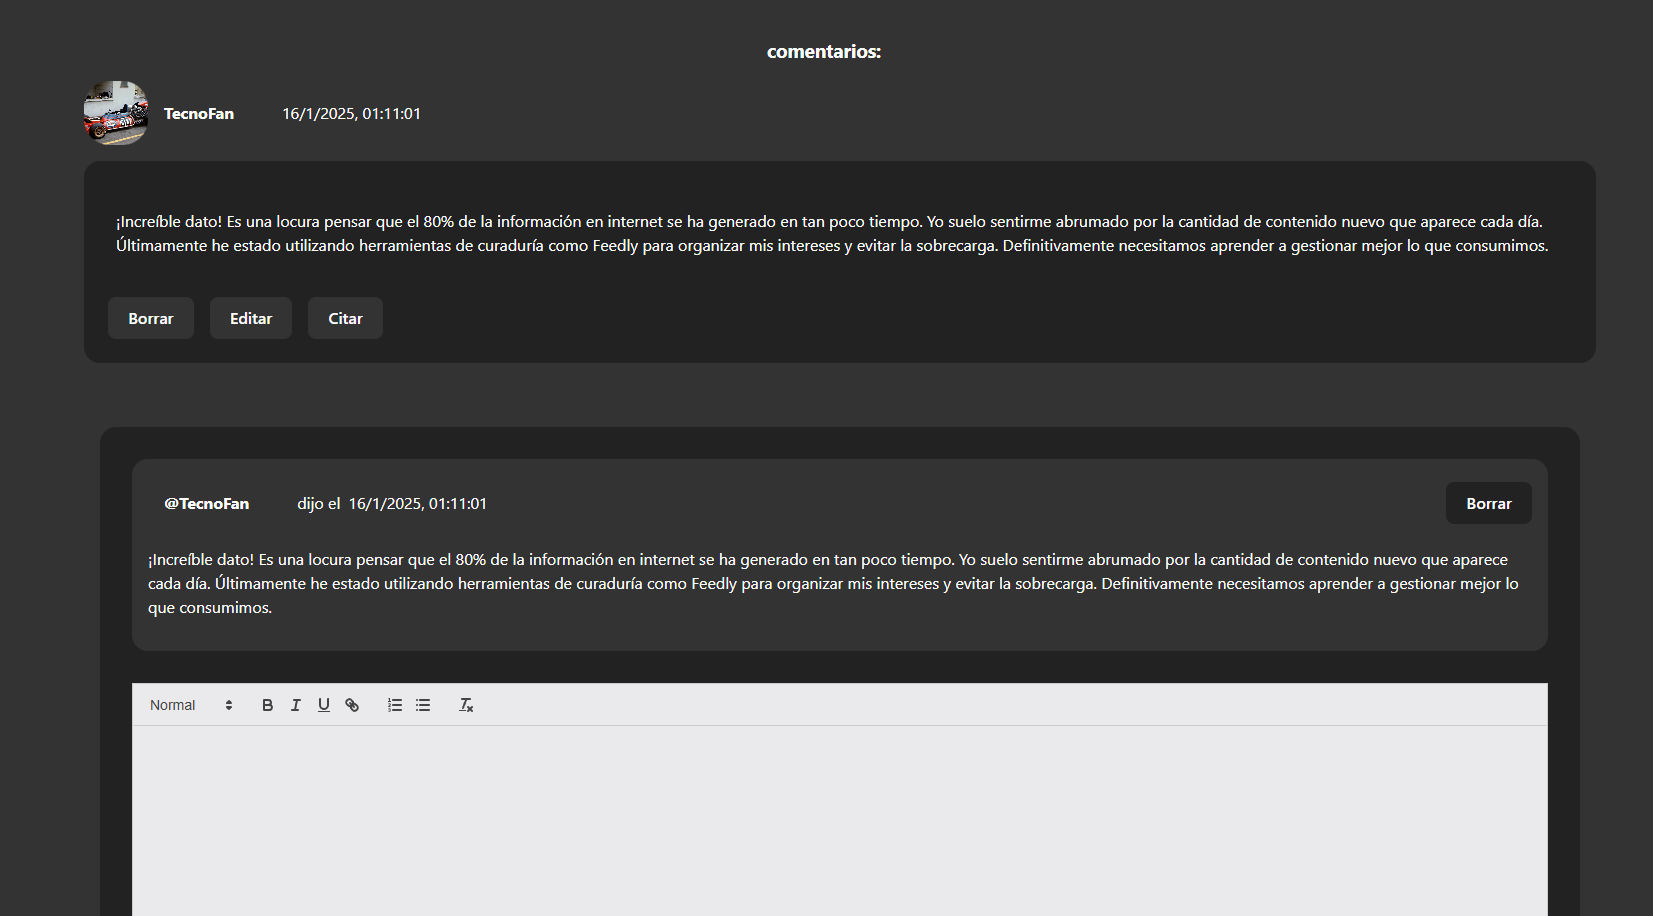 comentarios:
TecnoFan 16/1/2025, 01:11:01
¡Increíble dato! Es una locura pensar que el 80% de la información en internet se ha generado en tan poco tiempo. Yo suelo sentirme abrumado por la cantidad de contenido nuevo que aparece cada día.
Últimamente he estado utilizando herramientas de curaduría como Feedly para organizar mis intereses y evitar la sobrecarga. Definitivamente necesitamos aprender a gestionar mejor lo que consumimos.
Borrar Editar Citar
@TecnoFan dijo el 16/1/2025, 01:11:01 Borrar
¡Increíble dato! Es una locura pensar que el 80% de la información en internet se ha generado en tan poco tiempo. Yo suelo sentirme abrumado por la cantidad de contenido nuevo que aparece
cada día. Últimamente he estado utilizando herramientas de curaduría como Feedly para organizar mis intereses y evitar la sobrecarga. Definitivamente necesitamos aprender a gestionar mejor lo
que consumimos.
Normal B I U